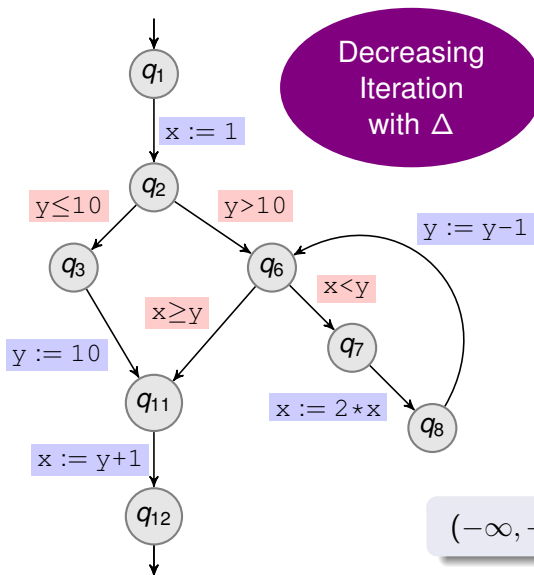 q1
Decreasing
Iteration
with Δ
x := 1
q2
y≤10
y>10
y := y-1
q3
q6
x<y
x≥y
q7
y := 10
x := 2*x
q11
q8
x := y+1
q12
(−∞, −